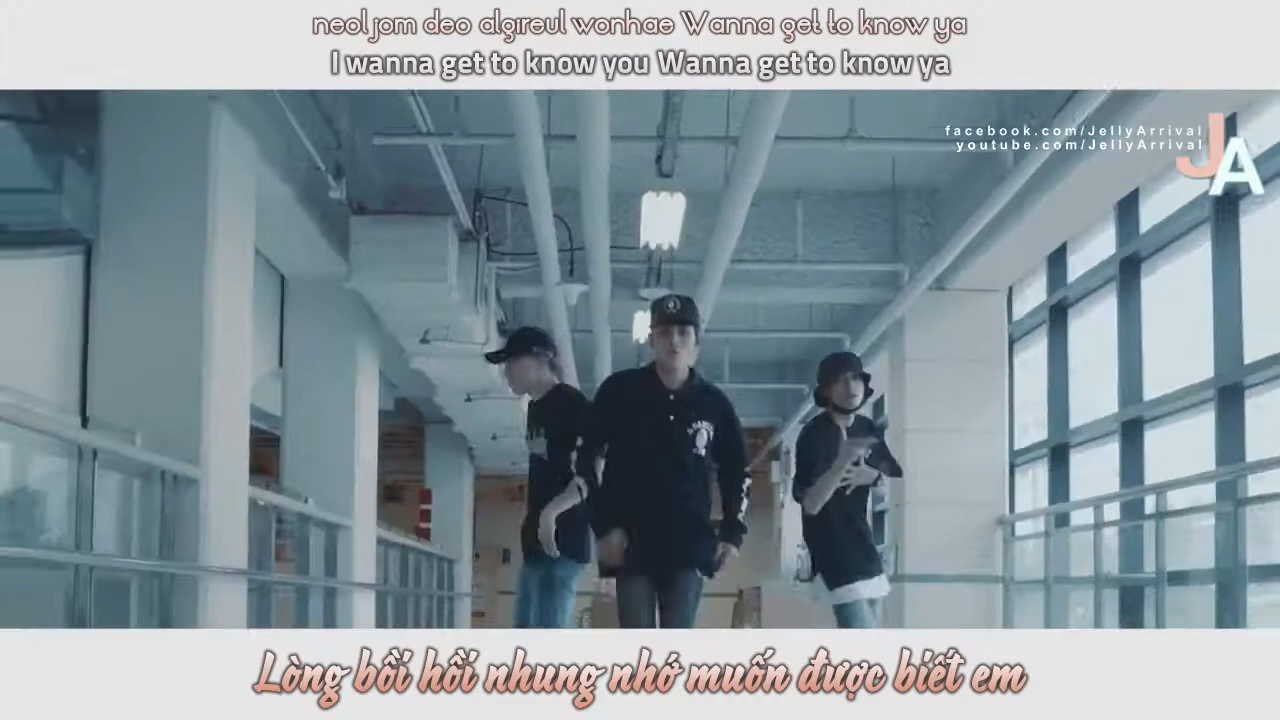 neol jom deo algireul wonhae Wanna get to know ya
I wanna get to know you Wanna get to know ya
facebook.com/JellyArrival
youtube.com/JellyArrival
JA
Lòng bồi hồi nhung nhớ muốn được biết em